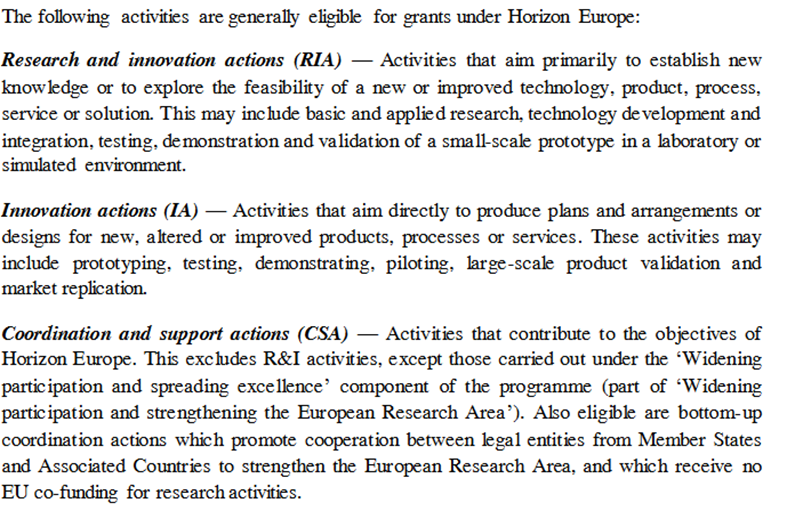 The following activities are generally eligible for grants under Horizon Europe:
Research and innovation actions (RIA) — Activities that aim primarily to establish new
knowledge or to explore the feasibility of a new or improved technology, product, process,
service or solution. This may include basic and applied research, technology development and
integration, testing, demonstration and validation of a small-scale prototype in a laboratory or
simulated environment.
Innovation actions (IA) — Activities that aim directly to produce plans and arrangements or
designs for new, altered or improved products, processes or services. These activities may
include prototyping, testing, demonstrating, piloting, large-scale product validation and
market replication.
Coordination and support actions (CSA) — Activities that contribute to the objectives of
Horizon Europe. This excludes R&I activities, except those carried out under the ‘Widening
participation and spreading excellence’ component of the programme (part of ‘Widening
participation and strengthening the European Research Area’). Also eligible are bottom-up
coordination actions which promote cooperation between legal entities from Member States
and Associated Countries to strengthen the European Research Area, and which receive no
EU co-funding for research activities.